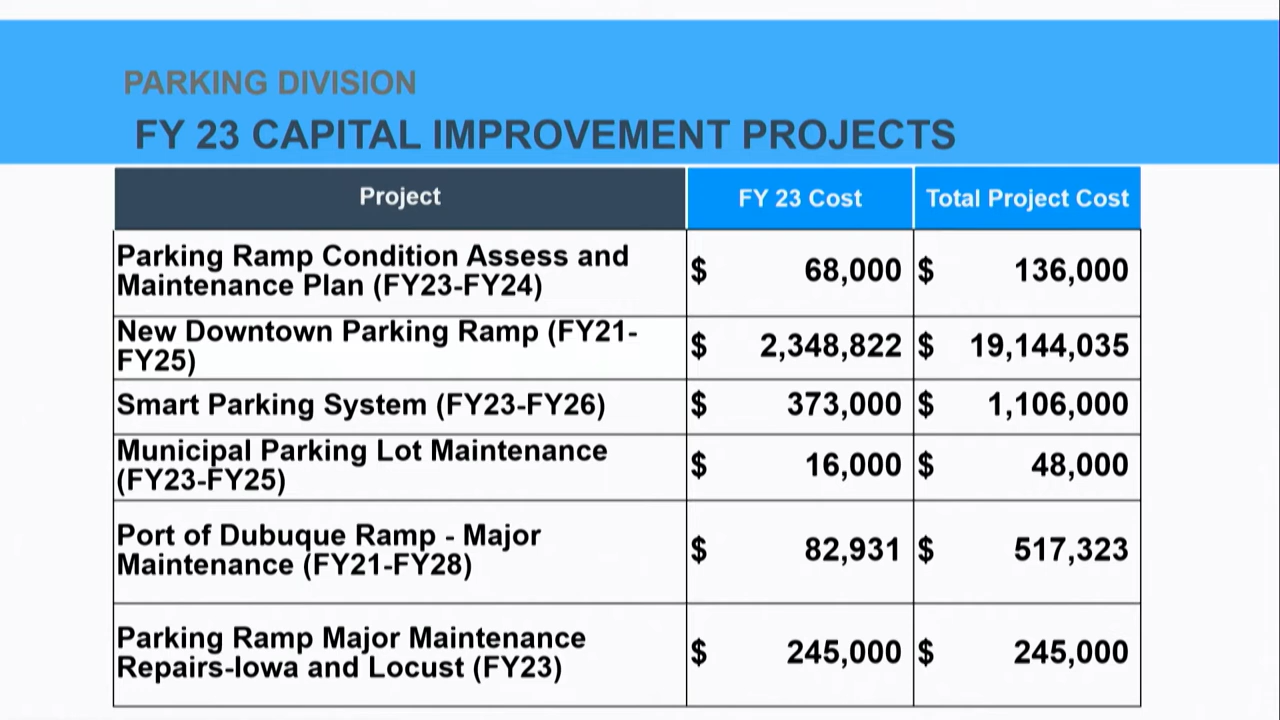 PARKING DIVISION
FY 23 CAPITAL IMPROVEMENT PROJECTS
Project FY 23 Cost Total Project Cost
Parking Ramp Condition Assess and
Maintenance Plan (FY23-FY24)
$ 68,000 $ 136,000
New Downtown Parking Ramp (FY21-
FY25)
$ 2,348,822 $ 19,144,035
Smart Parking System (FY23-FY26) $ 373,000 $ 1,106,000
Municipal Parking Lot Maintenance
(FY23-FY25)
$ 16,000 $ 48,000
Port of Dubuque Ramp - Major
Maintenance (FY21-FY28)
$ 82,931 $ 517,323
Parking Ramp Major Maintenance
Repairs-Iowa and Locust (FY23)
$ 245,000 $ 245,000